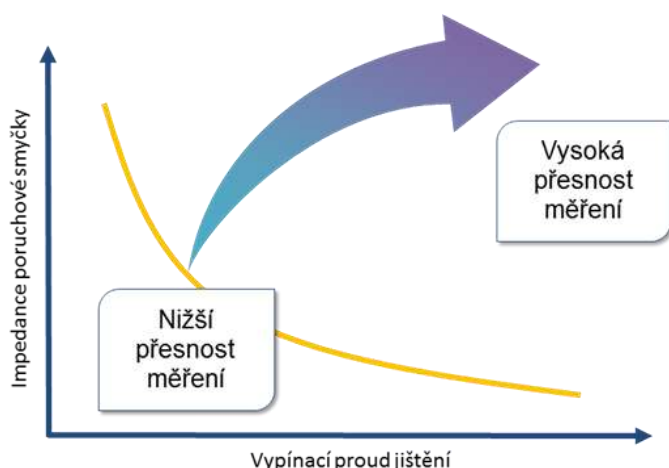 Impedance poruchové smyčky
Vysoká
přesnost
měření
Nižší
přesnost
měření
Vypínací proud jištění